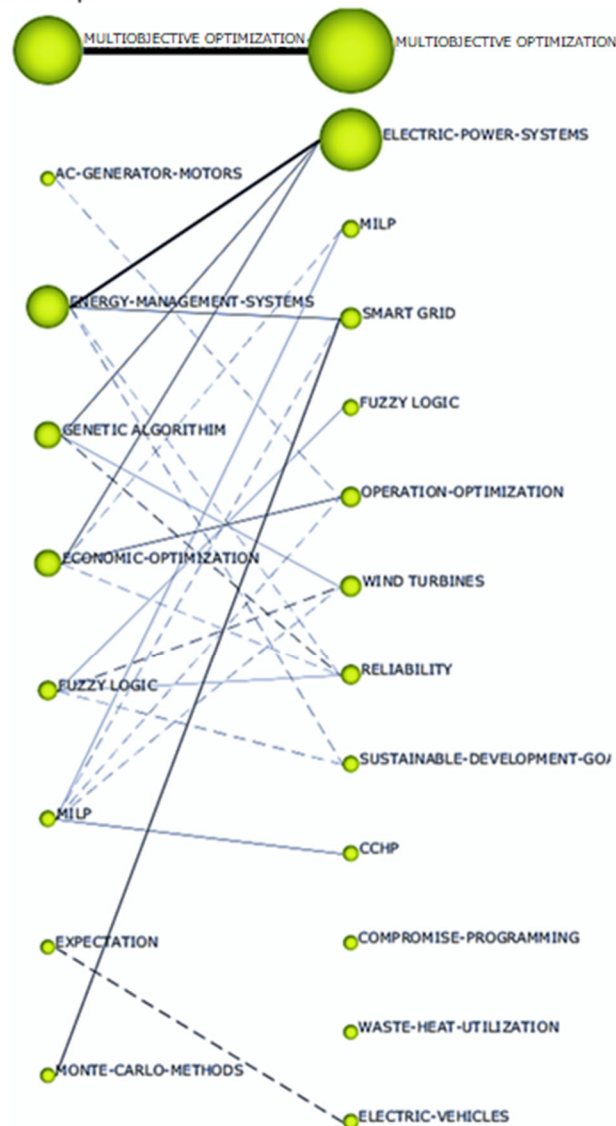 MULTIOBJECTIVE OPTIMIZATION
MULTIOBJECTIVE OPTIMIZATION
ELECTRIC-POWER-SYSTEMS
AC-GENERATOR-MOTORS
MILP
ENERGY-MANAGEMENT-SYSTEMS
SMART GRID
FUZZY LOGIC
GENETIC ALGORITHIM
OPERATION-OPTIMIZATION
ECONOMIC-OPTIMIZATION
WIND TURBINES
RELIABILITY
FUZZY LOGIC
SUSTAINABLE-DEVELOPMENT-GOA
MILP
CCHP
EXPECTATION
COMPROMISE-PROGRAMMING
WASTE-HEAT-UTILIZATION
MONTE-CARLO-METHODS
ELECTRIC-VEHICLES